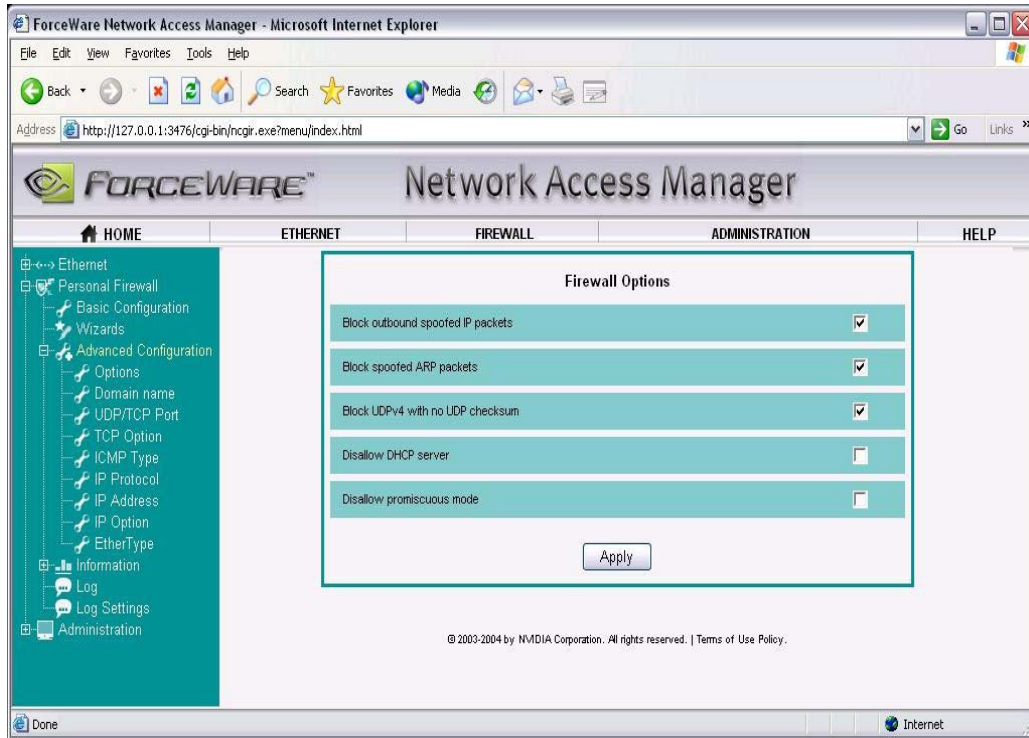 ForceWare Network Access Manager - Microsoft Internet Explorer
File Edit View Favorites Tools Help
Back Search Favorites Media
Address http://127.0.0.1:3476/cgi-bin/ncgir.exe?menu/index.html Go Links »
FORCEWARE™ Network Access Manager
HOME ETHERNET FIREWALL ADMINISTRATION HELP
Ethernet
Personal Firewall
Basic Configuration
Wizards
Advanced Configuration
Options
Domain name
UDP/TCP Port
TCP Option
ICMP Type
IP Protocol
IP Address
IP Option
EtherType
Information
Log
Log Settings
Administration
Firewall Options
Block outbound spoofed IP packets
Block spoofed ARP packets
Block UDPv4 with no UDP checksum
Disallow DHCP server
Disallow promiscuous mode
Apply
© 2003-2004 by NVIDIA Corporation. All rights reserved. | Terms of Use Policy.
Done Internet